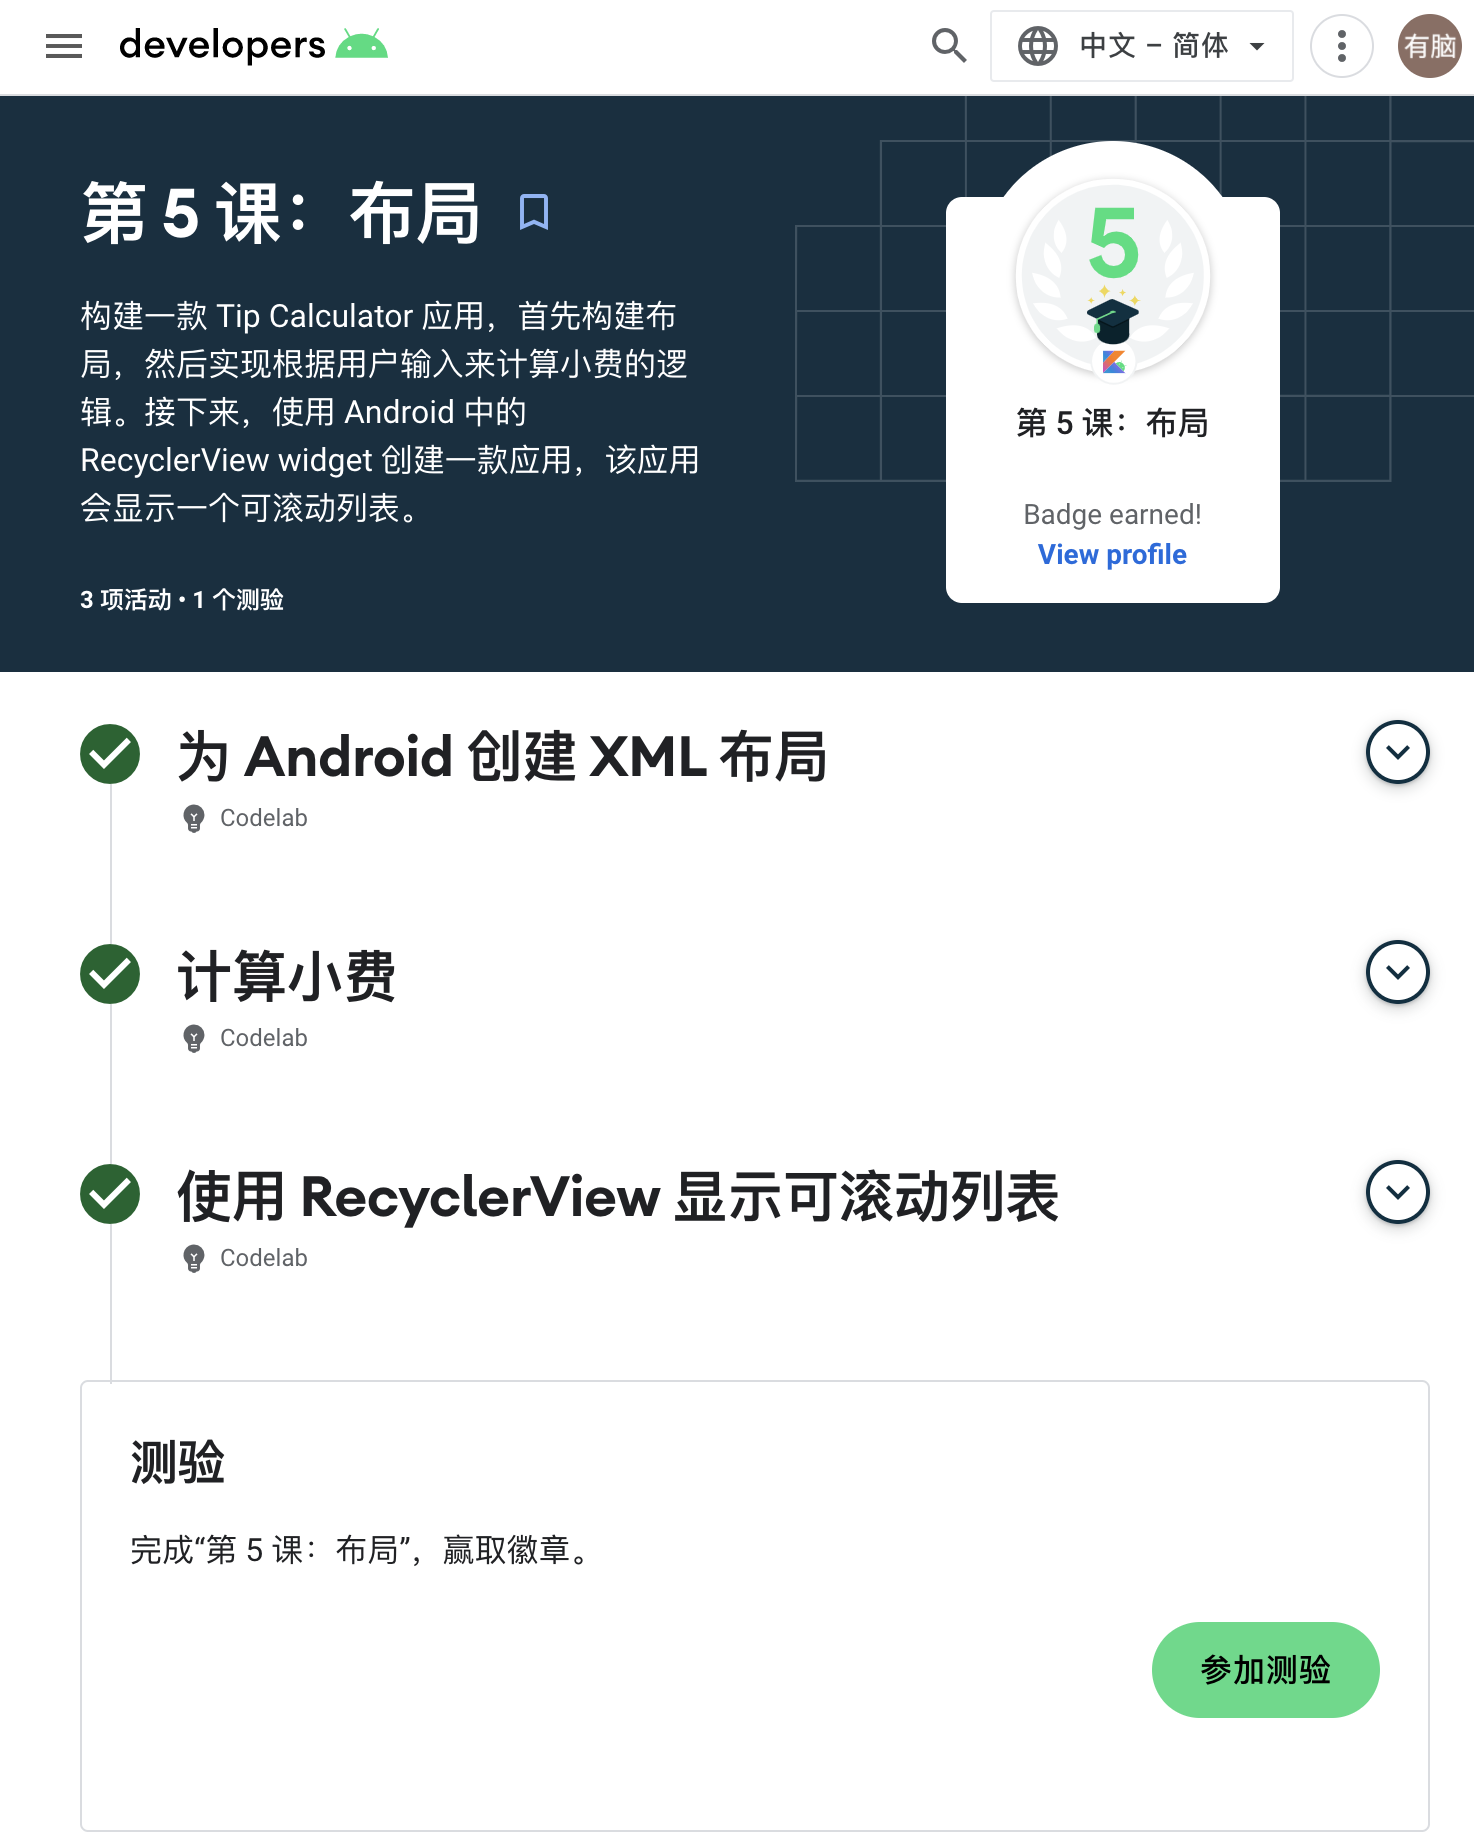 developers
中文 – 简体
有脑
第 5 课：布局
构建一款 Tip Calculator 应用，首先构建布
局，然后实现根据用户输入来计算小费的逻
辑。接下来，使用 Android 中的
RecyclerView widget 创建一款应用，该应用
会显示一个可滚动列表。
3 项活动 • 1 个测验
5
第 5 课：布局
Badge earned!
View profile
为 Android 创建 XML 布局
Codelab
计算小费
Codelab
使用 RecyclerView 显示可滚动列表
Codelab
测验
完成“第 5 课：布局”，赢取徽章。
参加测验